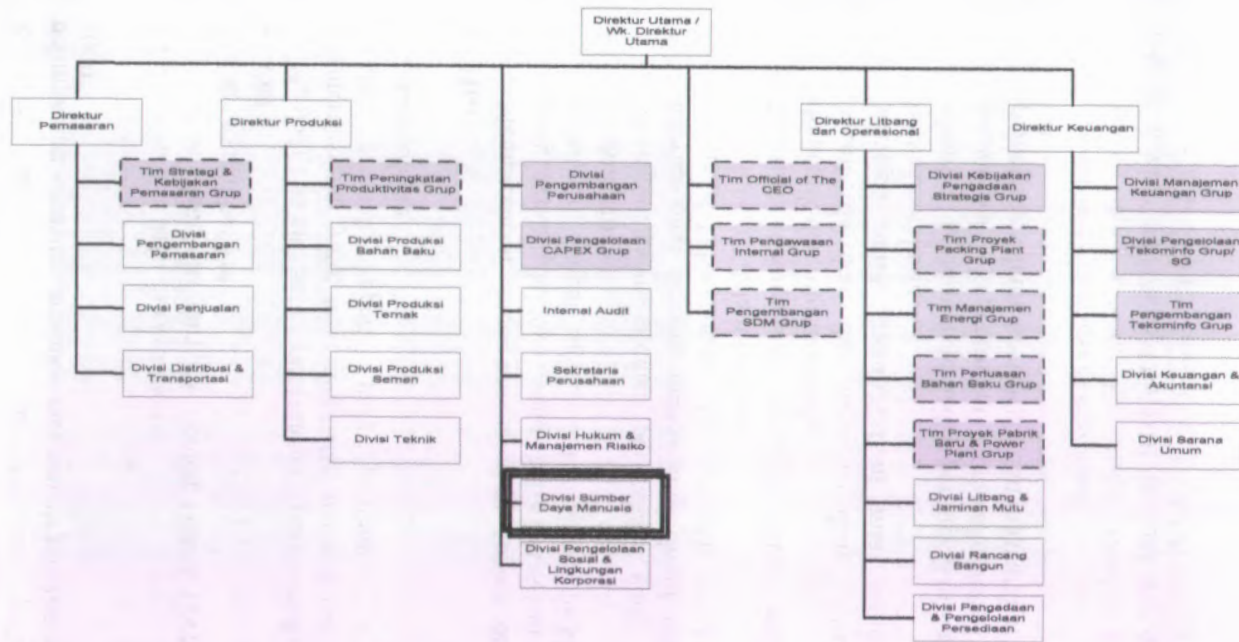 Direktur Utama /
Wk. Direktur
Utama
Direktur
Pemasaran
Tim Strategi &
Kebijakan
Pemasaran Grup
Divisi
Pengembangan
Pemasaran
Divisi Penjualan
Divisi Distribusi &
Transportasi
Direktur Produksi
Tim Peningkatan
Produktivitas Grup
Divisi Produksi
Bahan Baku
Divisi Produksi
Ternak
Divisi Produksi
Semen
Divisi Teknik
Divisi
Pengembangan
Perusahaan
Divisi Pengelolaan
CAPEX Grup
Internal Audit
Sekretaris
Perusahaan
Divisi Hukum &
Manajemen Risiko
Divisi Sumber
Daya Manusia
Divisi Pengelolaan
Sosial &
Lingkungan
Korporasi
Tim Official of The
CEO
Tim Pengawasan
Internal Grup
Tim
Pengembangan
SDM Grup
Direktur Litbang
dan Operasional
Divisi Kebijakan
Pengadaan
Strategis Grup
Tim Proyek
Packing Plant
Grup
Tim Manajemen
Energi Grup
Tim Perluasan
Bahan Baku Grup
Tim Proyek Pabrik
Baru & Power
Plant Grup
Divisi Litbang &
Jaminan Mutu
Divisi Rancang
Bangun
Divisi Pengadaan
& Pengelolaan
Persediaan
Direktur Keuangan
Divisi Manajemen
Keuangan Grup
Divisi Pengelolaan
Tekominfo Grup/
SG
Tim
Pengembangan
Tekominfo Grup
Divisi Keuangan &
Akuntansi
Divisi Sarana
Umum